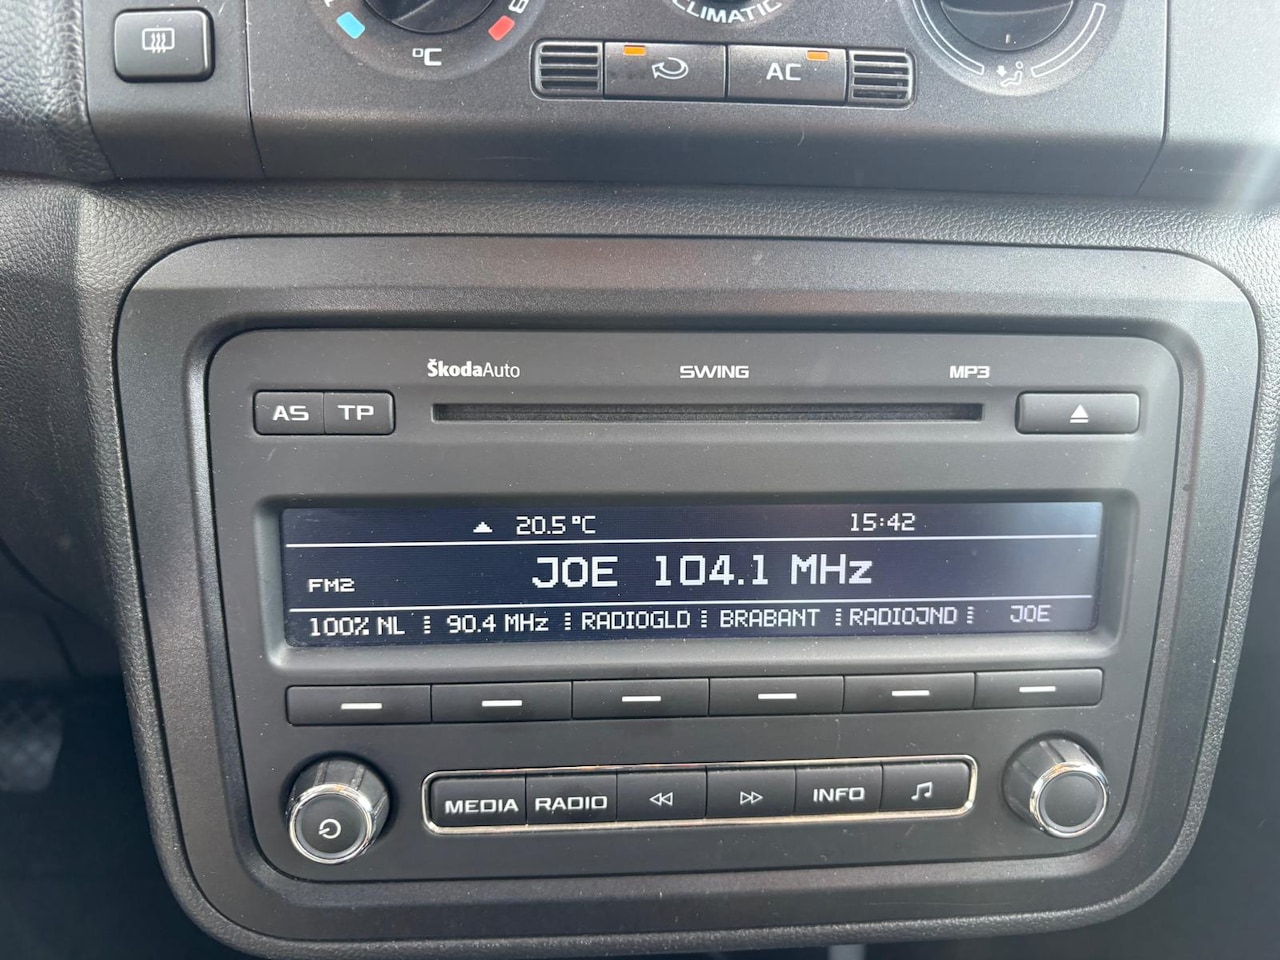 °C
CLIMATIC
AC
ŠkodaAuto SWING MP3
AS TP
20.5°C 15:42
JOE 104.1 MHz
FM2
100% NL 90.4 MHz RADIOGLD BRABANT RADIOJND JOE
MEDIA RADIO INFO